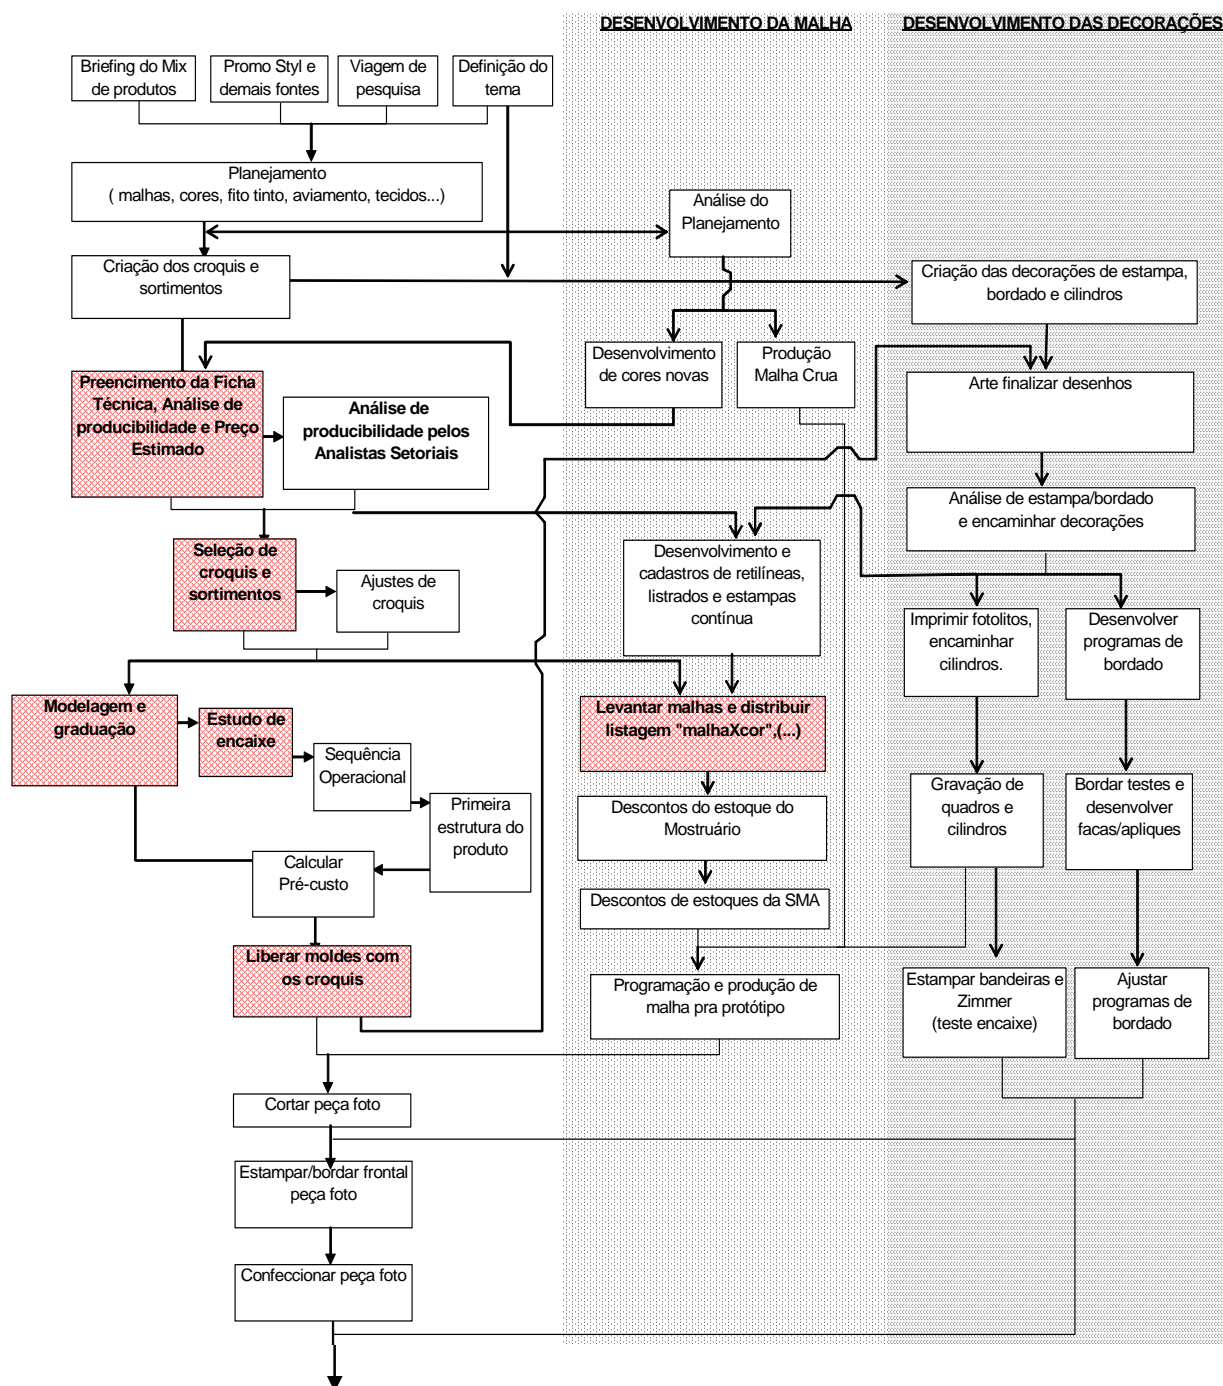 DESENVOLVIMENTO DA MALHA
DESENVOLVIMENTO DAS DECORAÇÕES
Briefing do Mix
de produtos
Promo Styl e
demais fontes
Viagem de
pesquisa
Definição do
tema
Planejamento
( malhas, cores, fito tinto, aviamento, tecidos...)
Análise do
Planejamento
Criação dos croquis e
sortimentos
Criação das decorações de estampa,
bordado e cilindros
Desenvolvimento
de cores novas
Produção
Malha Crua
Preencimento da Ficha
Técnica, Análise de
producibilidade e Preço
Estimado
Análise de
producibilidade pelos
Analistas Setoriais
Arte finalizar desenhos
Análise de estampa/bordado
e encaminhar decorações
Seleção de
croquis e
sortimentos
Ajustes de
croquis
Desenvolvimento e
cadastros de retilíneas,
listrados e estampas
contínua
Imprimir fotolitos,
encaminhar
cilindros.
Desenvolver
programas de
bordado
Modelagem e
graduação
Estudo de
encaixe
Sequência
Operacional
Primeira
estrutura do
produto
Levantar malhas e distribuir
listagem "malhaXcor",(...)
Gravação de
quadros e
cilindros
Bordar testes e
desenvolver
facas/apliques
Descontos do estoque do
Mostruário
Calcular
Pré-custo
Descontos de estoques da SMA
Liberar moldes com
os croquis
Programação e produção de
malha pra protótipo
Estampar bandeiras e
Zimmer
(teste encaixe)
Ajustar
programas de
bordado
Cortar peça foto
Estampar/bordar frontal
peça foto
Confeccionar peça foto